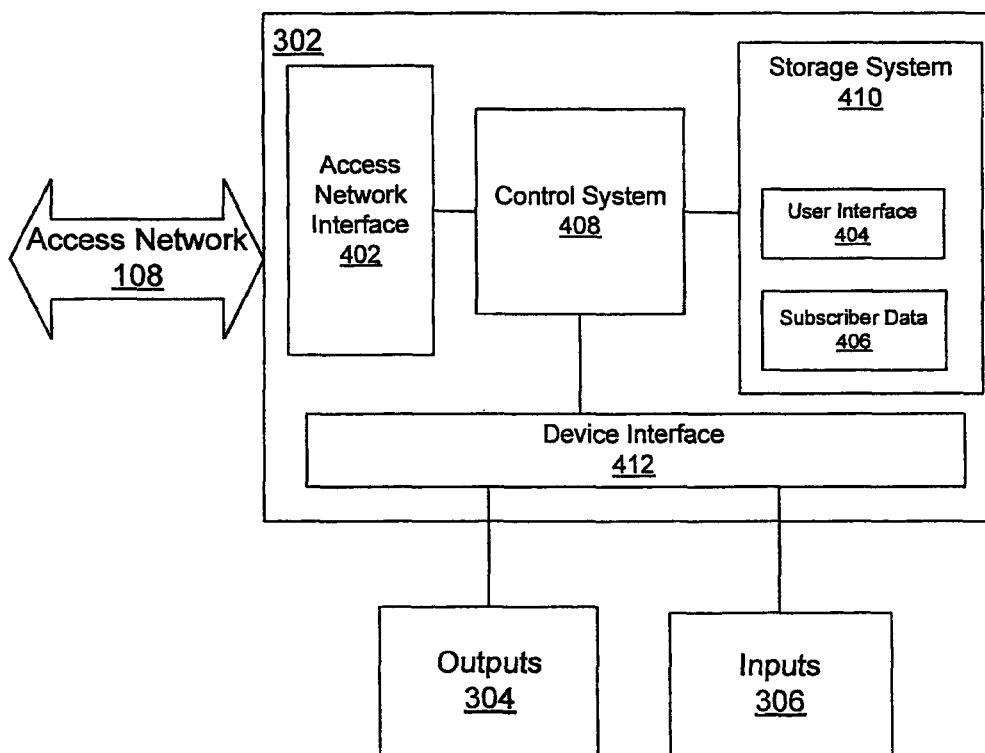 302
Access Network
108
Access
Network
Interface
402
Control System
408
Storage System
410
User Interface
404
Subscriber Data
406
Device Interface
412
Outputs
304
Inputs
306